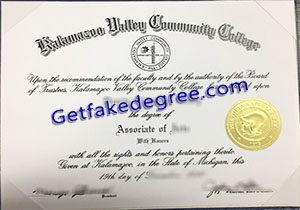 Kalamazoo Valley Community College
Upon the recommendation of the faculty and by the authority of the Board
of Trustees, Kalamazoo Valley Community College
Getfakedegree.com
the degree of
Associate of
With Honors
with all the rights and honors pertaining thereto.
Given at Kalamazoo, in the State of Michigan, this
19th day of